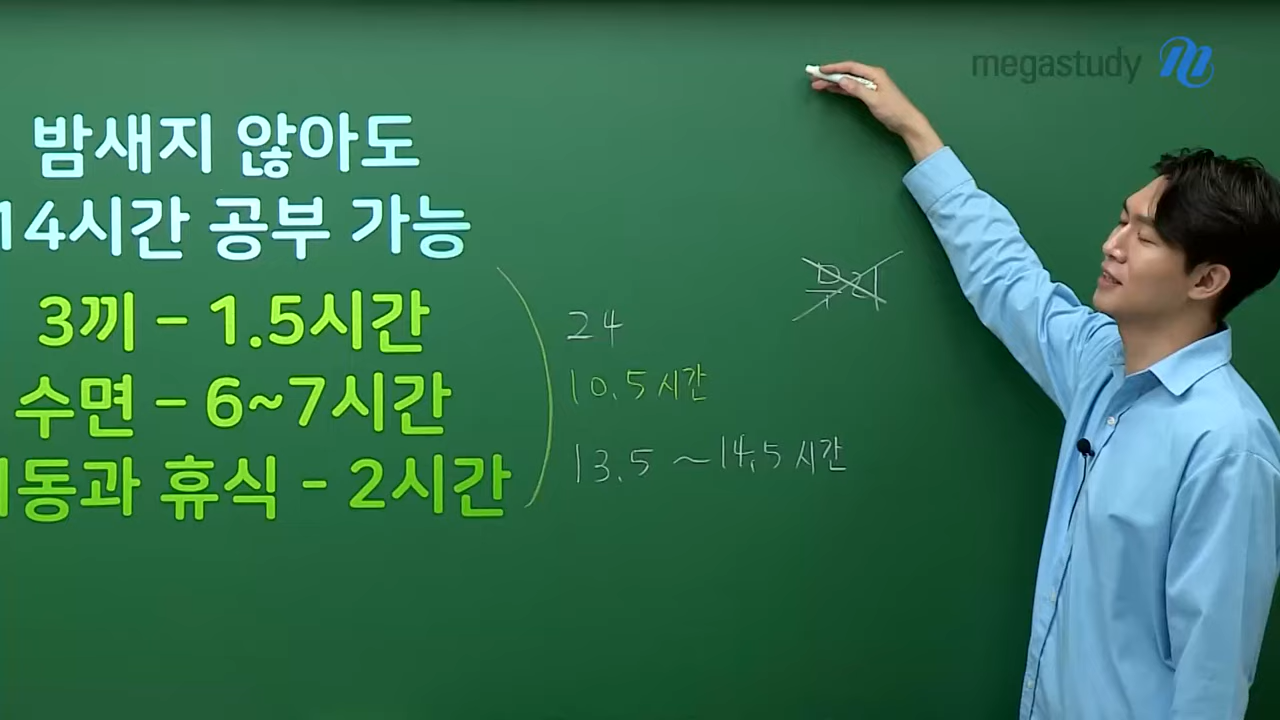 megastudy
밤새지 않아도
14시간 공부 가능
3끼 - 1.5시간
수면 - 6~7시간
이동과 휴식 - 2시간
24
10.5 시간
13.5 ~ 14.5 시간